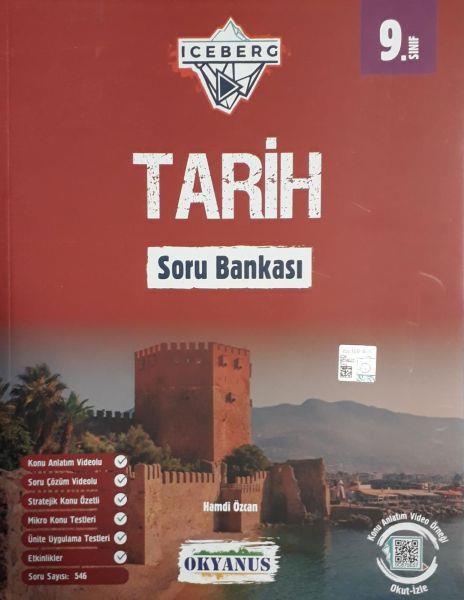 ICEBERG
9.
SINIF
TARİH
Soru Bankası
Konu Anlatım Videolu
Soru Çözüm Videolu
Stratejik Konu Özetli
Mikro Konu Testleri
Ünite Uygulama Testleri
Etkinlikler
Soru Sayısı: 546
Hamdi Özcan
OKYANUS
Konu Anlatım Video Örneği
Okut-İzle